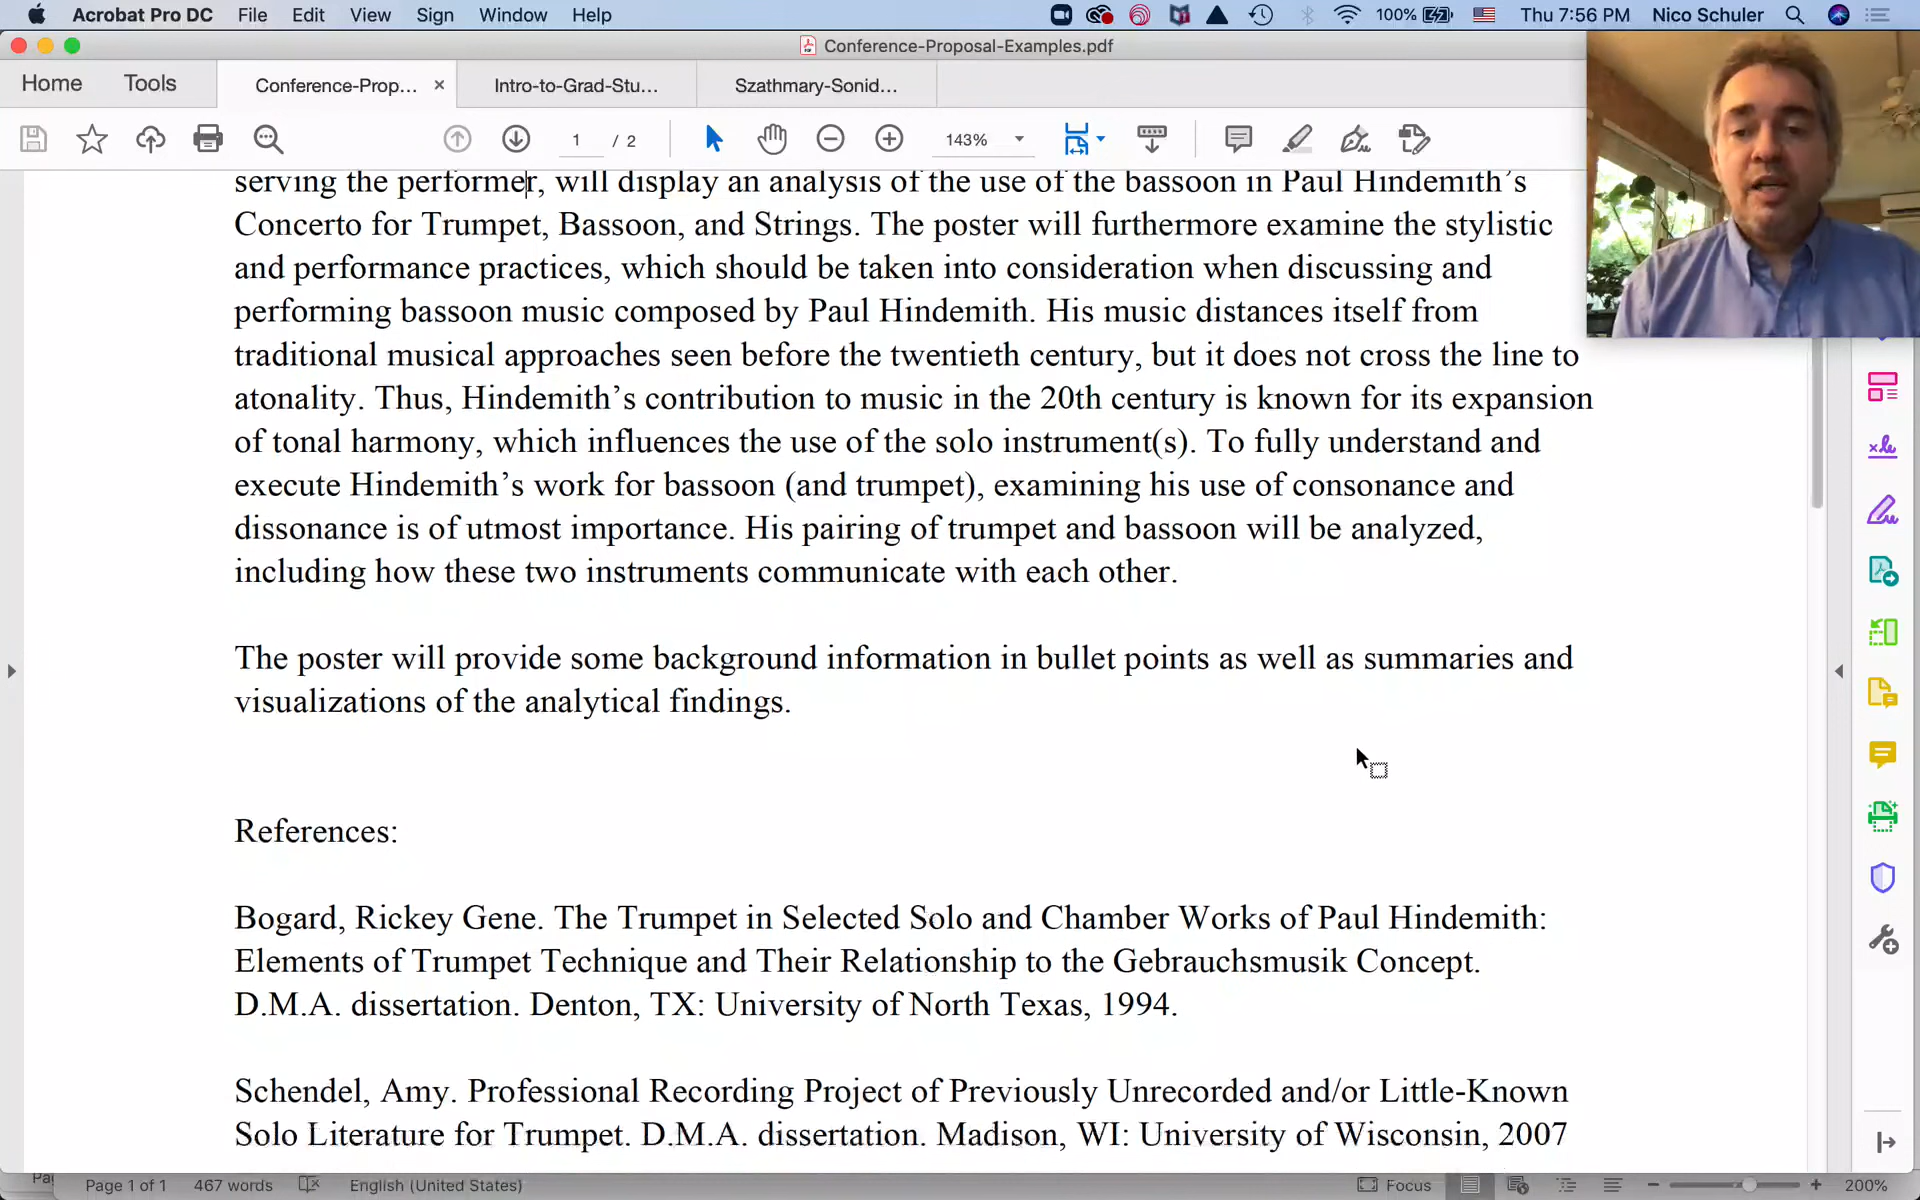 Acrobat Pro DC File Edit View Sign Window Help 100% Thu 7:56 PM Nico Schuler
Conference-Proposal-Examples.pdf
Home Tools Conference-Prop... × Intro-to-Grad-Stu... Szathmary-Sonid...
1 / 2 143%
serving the performer, will display an analysis of the use of the bassoon in Paul Hindemith’s
Concerto for Trumpet, Bassoon, and Strings. The poster will furthermore examine the stylistic
and performance practices, which should be taken into consideration when discussing and
performing bassoon music composed by Paul Hindemith. His music distances itself from
traditional musical approaches seen before the twentieth century, but it does not cross the line to
atonality. Thus, Hindemith’s contribution to music in the 20th century is known for its expansion
of tonal harmony, which influences the use of the solo instrument(s). To fully understand and
execute Hindemith’s work for bassoon (and trumpet), examining his use of consonance and
dissonance is of utmost importance. His pairing of trumpet and bassoon will be analyzed,
including how these two instruments communicate with each other.
The poster will provide some background information in bullet points as well as summaries and
visualizations of the analytical findings.
References:
Bogard, Rickey Gene. The Trumpet in Selected Solo and Chamber Works of Paul Hindemith:
Elements of Trumpet Technique and Their Relationship to the Gebrauchsmusik Concept.
D.M.A. dissertation. Denton, TX: University of North Texas, 1994.
Schendel, Amy. Professional Recording Project of Previously Unrecorded and/or Little-Known
Solo Literature for Trumpet. D.M.A. dissertation. Madison, WI: University of Wisconsin, 2007
Page 1 of 1 467 words English (United States) Focus 200%